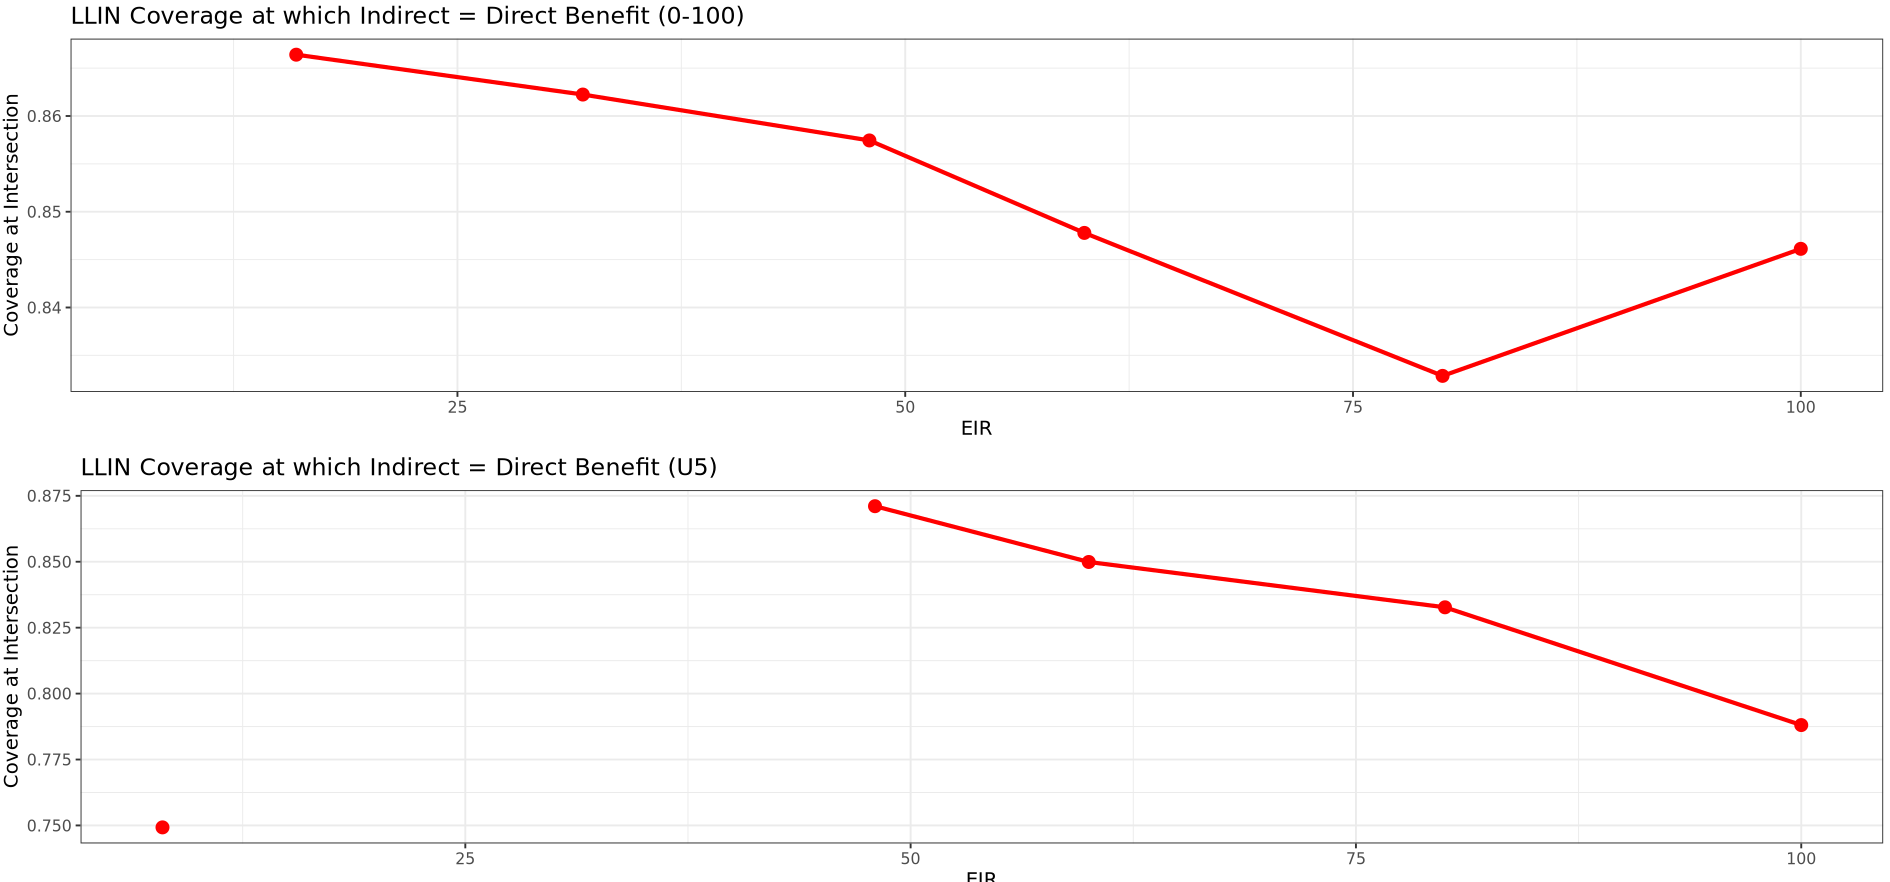 LLIN Coverage at which Indirect = Direct Benefit (0-100)
Coverage at Intersection
0.86
0.85
0.84
25 50 75 100
EIR
LLIN Coverage at which Indirect = Direct Benefit (U5)
Coverage at Intersection
0.875
0.850
0.825
0.800
0.775
0.750
25 50 75 100
EIR